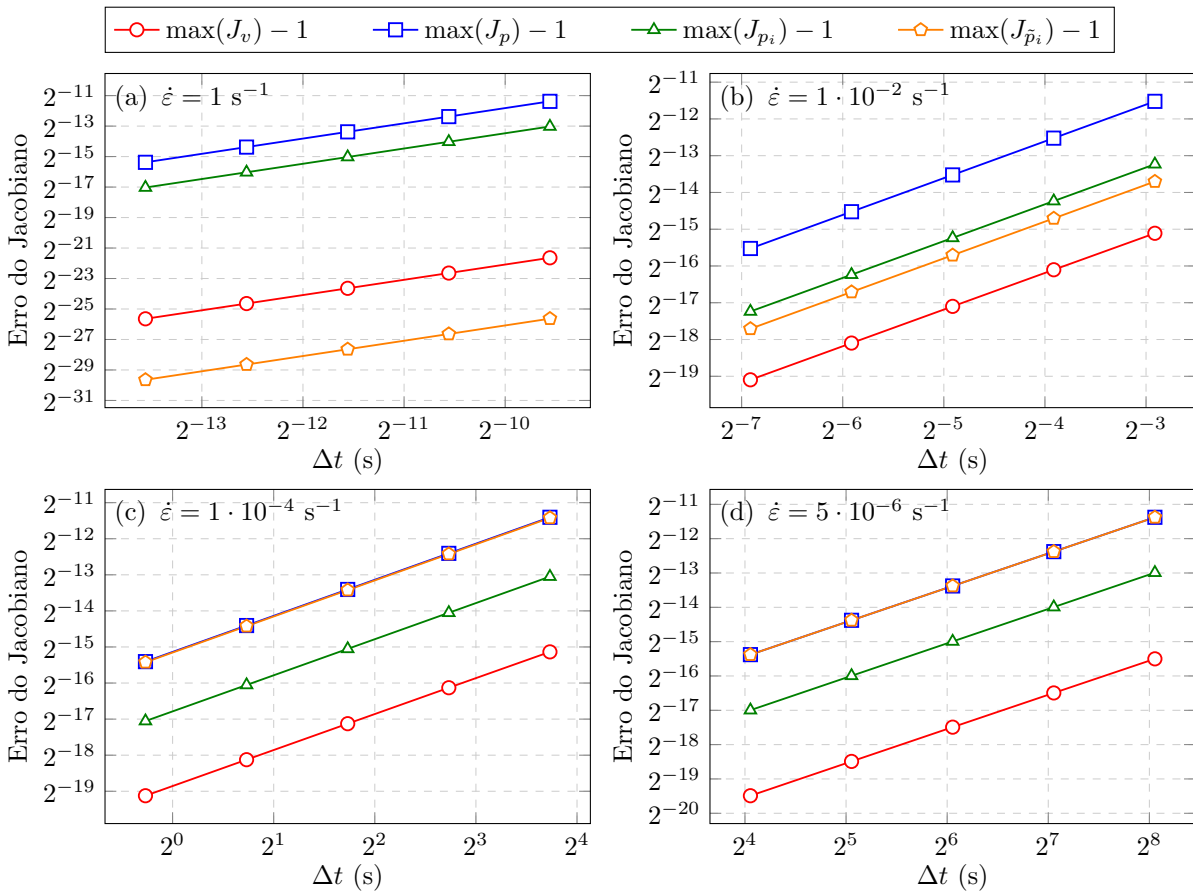 max(J_v) − 1 max(J_p) − 1 max(J_{p_i}) − 1 max(J_{p̃_i}) − 1
(a) ε̇ = 1 s⁻¹
Erro do Jacobiano
2⁻¹¹
2⁻¹³
2⁻¹⁵
2⁻¹⁷
2⁻¹⁹
2⁻²¹
2⁻²³
2⁻²⁵
2⁻²⁷
2⁻²⁹
2⁻³¹
2⁻¹³ 2⁻¹² 2⁻¹¹ 2⁻¹⁰
Δt (s)
(b) ε̇ = 1 · 10⁻² s⁻¹
Erro do Jacobiano
2⁻¹¹
2⁻¹²
2⁻¹³
2⁻¹⁴
2⁻¹⁵
2⁻¹⁶
2⁻¹⁷
2⁻¹⁸
2⁻¹⁹
2⁻⁷ 2⁻⁶ 2⁻⁵ 2⁻⁴ 2⁻³
Δt (s)
(c) ε̇ = 1 · 10⁻⁴ s⁻¹
Erro do Jacobiano
2⁻¹¹
2⁻¹²
2⁻¹³
2⁻¹⁴
2⁻¹⁵
2⁻¹⁶
2⁻¹⁷
2⁻¹⁸
2⁻¹⁹
2⁰ 2¹ 2² 2³ 2⁴
Δt (s)
(d) ε̇ = 5 · 10⁻⁶ s⁻¹
Erro do Jacobiano
2⁻¹¹
2⁻¹²
2⁻¹³
2⁻¹⁴
2⁻¹⁵
2⁻¹⁶
2⁻¹⁷
2⁻¹⁸
2⁻¹⁹
2⁻²⁰
2⁴ 2⁵ 2⁶ 2⁷ 2⁸
Δt (s)